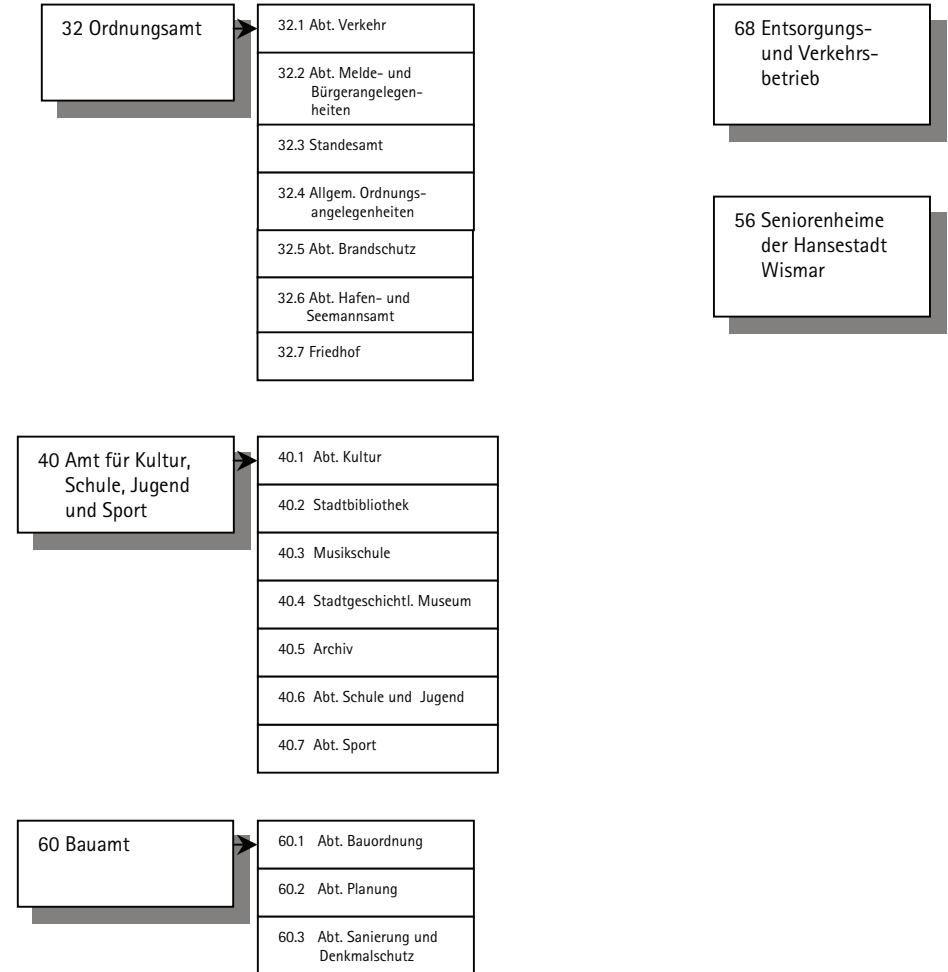 32 Ordnungsamt
32.1 Abt. Verkehr
32.2 Abt. Melde- und
Bürgerangelegen-
heiten
32.3 Standesamt
32.4 Allgem. Ordnungs-
angelegenheiten
32.5 Abt. Brandschutz
32.6 Abt. Hafen- und
Seemannsamt
32.7 Friedhof
68 Entsorgungs-
und Verkehrs-
betrieb
56 Seniorenheime
der Hansestadt
Wismar
40 Amt für Kultur,
Schule, Jugend
und Sport
40.1 Abt. Kultur
40.2 Stadtbibliothek
40.3 Musikschule
40.4 Stadtgeschichtl. Museum
40.5 Archiv
40.6 Abt. Schule und Jugend
40.7 Abt. Sport
60 Bauamt
60.1 Abt. Bauordnung
60.2 Abt. Planung
60.3 Abt. Sanierung und
Denkmalschutz